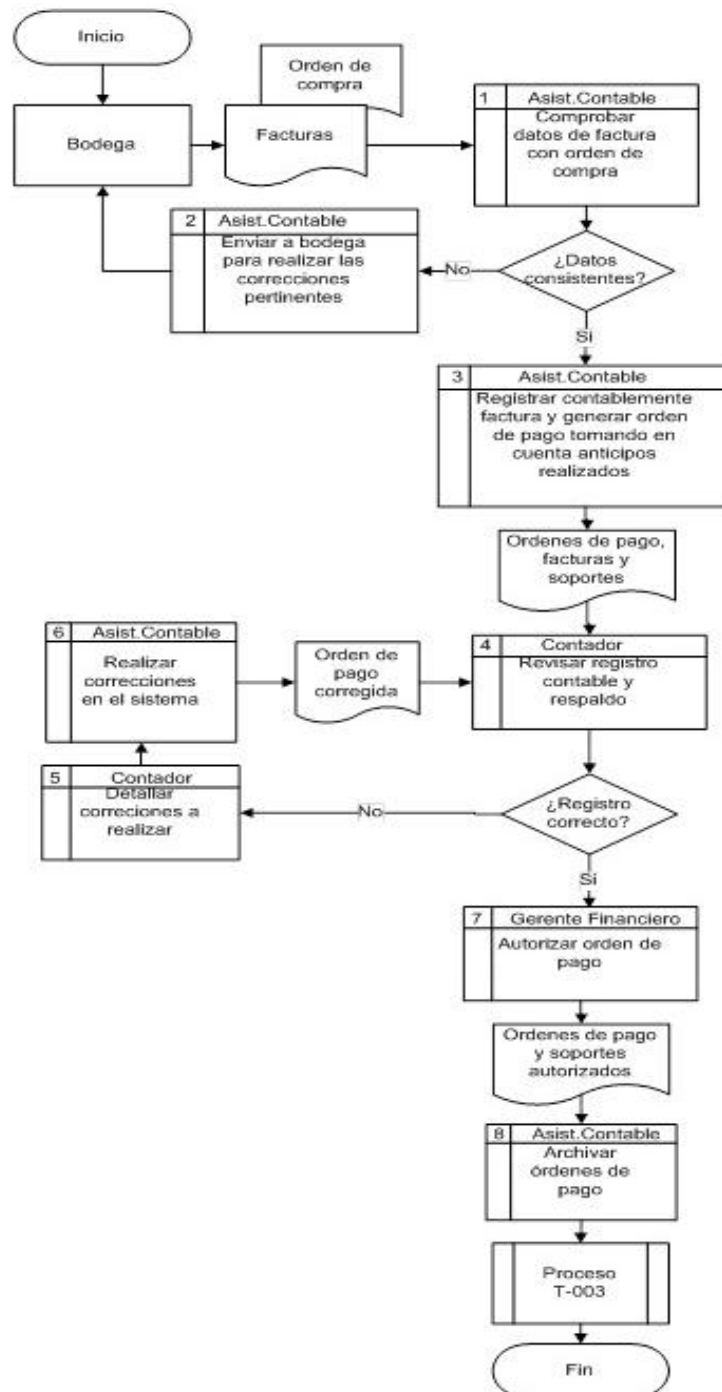 Inicio
Orden de
compra
Bodega
Facturas
1 Asist.Contable
Comprobar
datos de factura
con orden de
compra
2 Asist.Contable
Enviar a bodega
para realizar las
correcciones
pertinentes
No
¿Datos
consistentes?
Si
3 Asist.Contable
Registrar contablemente
factura y generar orden
de pago tomando en
cuenta anticipos
realizados
Ordenes de pago,
facturas y
soportes
6 Asist.Contable
Realizar
correcciones
en el sistema
Orden de
pago
corregida
4 Contador
Revisar registro
contable y
respaldo
5 Contador
Detallar
correciones a
realizar
No
¿Registro
correcto?
Si
7 Gerente Financiero
Autorizar orden de
pago
Ordenes de pago
y soportes
autorizados
8 Asist.Contable
Archivar
órdenes de
pago
Proceso
T-003
Fin